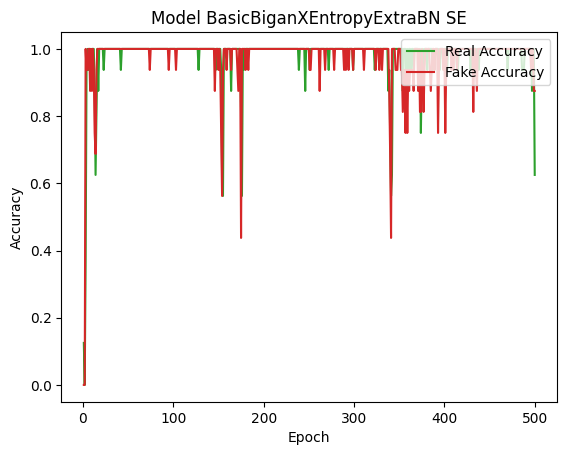 Model BasicBiganXEntropyExtraBN SE
Real Accuracy
Fake Accuracy
Accuracy
1.0
0.8
0.6
0.4
0.2
0.0
0 100 200 300 400 500
Epoch